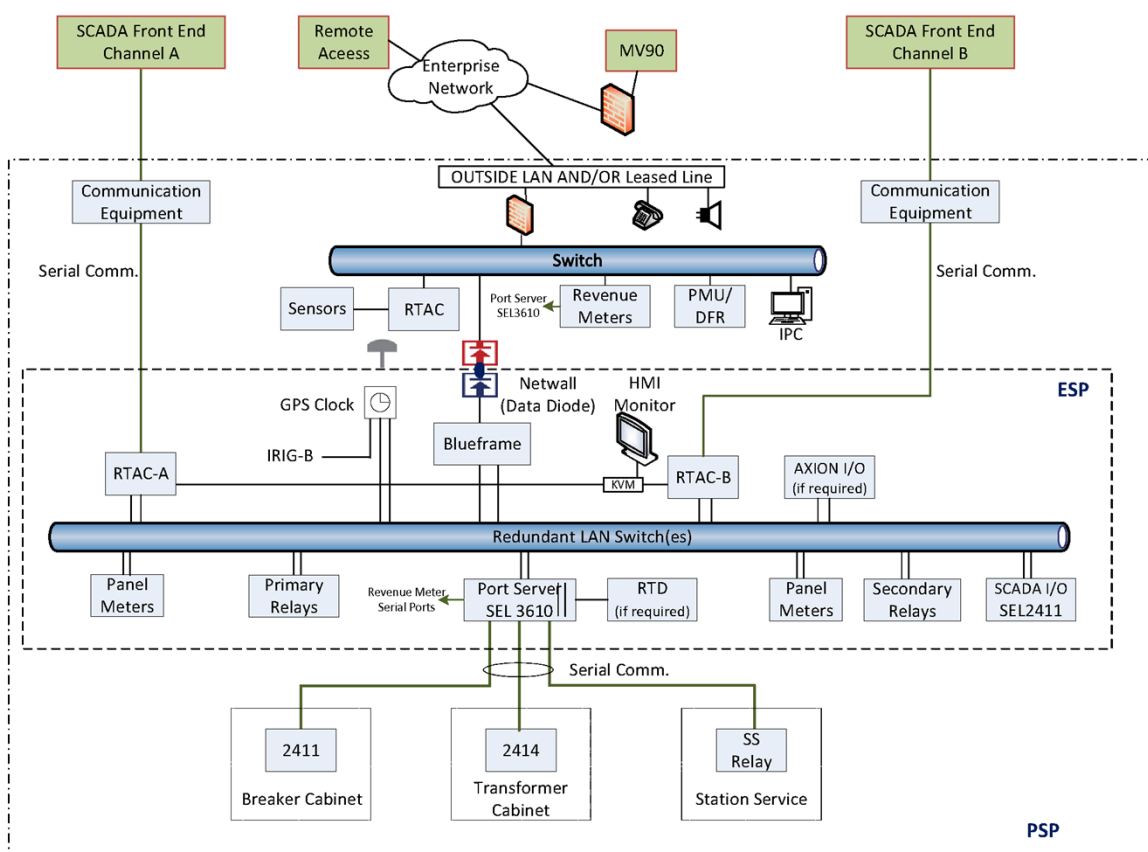 SCADA Front End
Channel A
Remote
Aceess
MV90
SCADA Front End
Channel B
Enterprise
Network
OUTSIDE LAN AND/OR Leased Line
Communication
Equipment
Communication
Equipment
Serial Comm.
Serial Comm.
Switch
Sensors
RTAC
Port Server
SEL3610
Revenue
Meters
PMU/
DFR
IPC
ESP
GPS Clock
Netwall
(Data Diode)
HMI
Monitor
IRIG-B
Blueframe
RTAC-A
KVM
RTAC-B
AXION I/O
(if required)
Redundant LAN Switch(es)
Panel
Meters
Primary
Relays
Revenue Meter
Serial Ports
Port Server
SEL 3610
RTD
(if required)
Panel
Meters
Secondary
Relays
SCADA I/O
SEL2411
Serial Comm.
2411
Breaker Cabinet
2414
Transformer
Cabinet
SS
Relay
Station Service
PSP